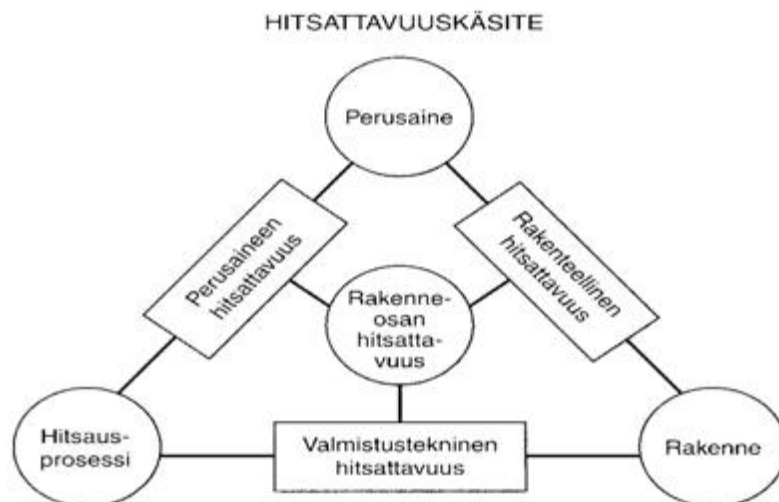 HITSATTAVUUSKÄSITE
Perusaine
Perusaineen
hitsattavuus
Rakenteellinen
hitsattavuus
Rakenne-
osan
hitsatta-
vuus
Hitsaus-
prosessi
Valmistustekninen
hitsattavuus
Rakenne